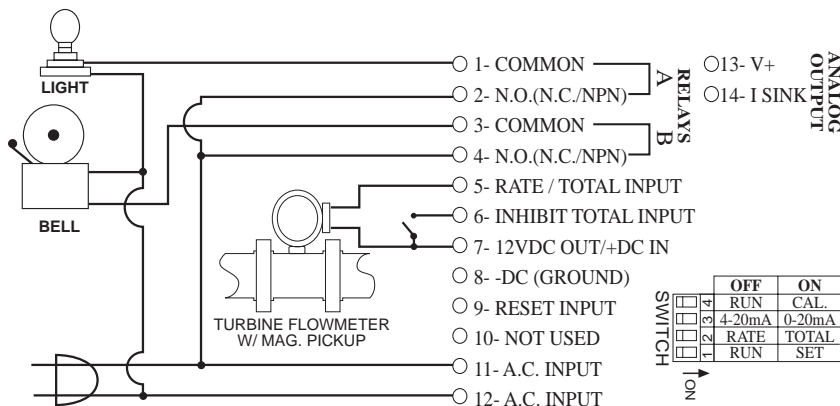 LIGHT
BELL
TURBINE FLOWMETER
W/ MAG. PICKUP
1- COMMON
2- N.O.(N.C./NPN)
3- COMMON
4- N.O.(N.C./NPN)
5- RATE / TOTAL INPUT
6- INHIBIT TOTAL INPUT
7- 12VDC OUT/+DC IN
8- -DC (GROUND)
9- RESET INPUT
10- NOT USED
11- A.C. INPUT
12- A.C. INPUT
A
B
RELAYS
13- V+
14- I SINK
ANALOG
OUTPUT
SWITCH
OFF ON
4 RUN CAL.
3 4-20mA 0-20mA
2 RATE TOTAL
1 RUN SET
ON